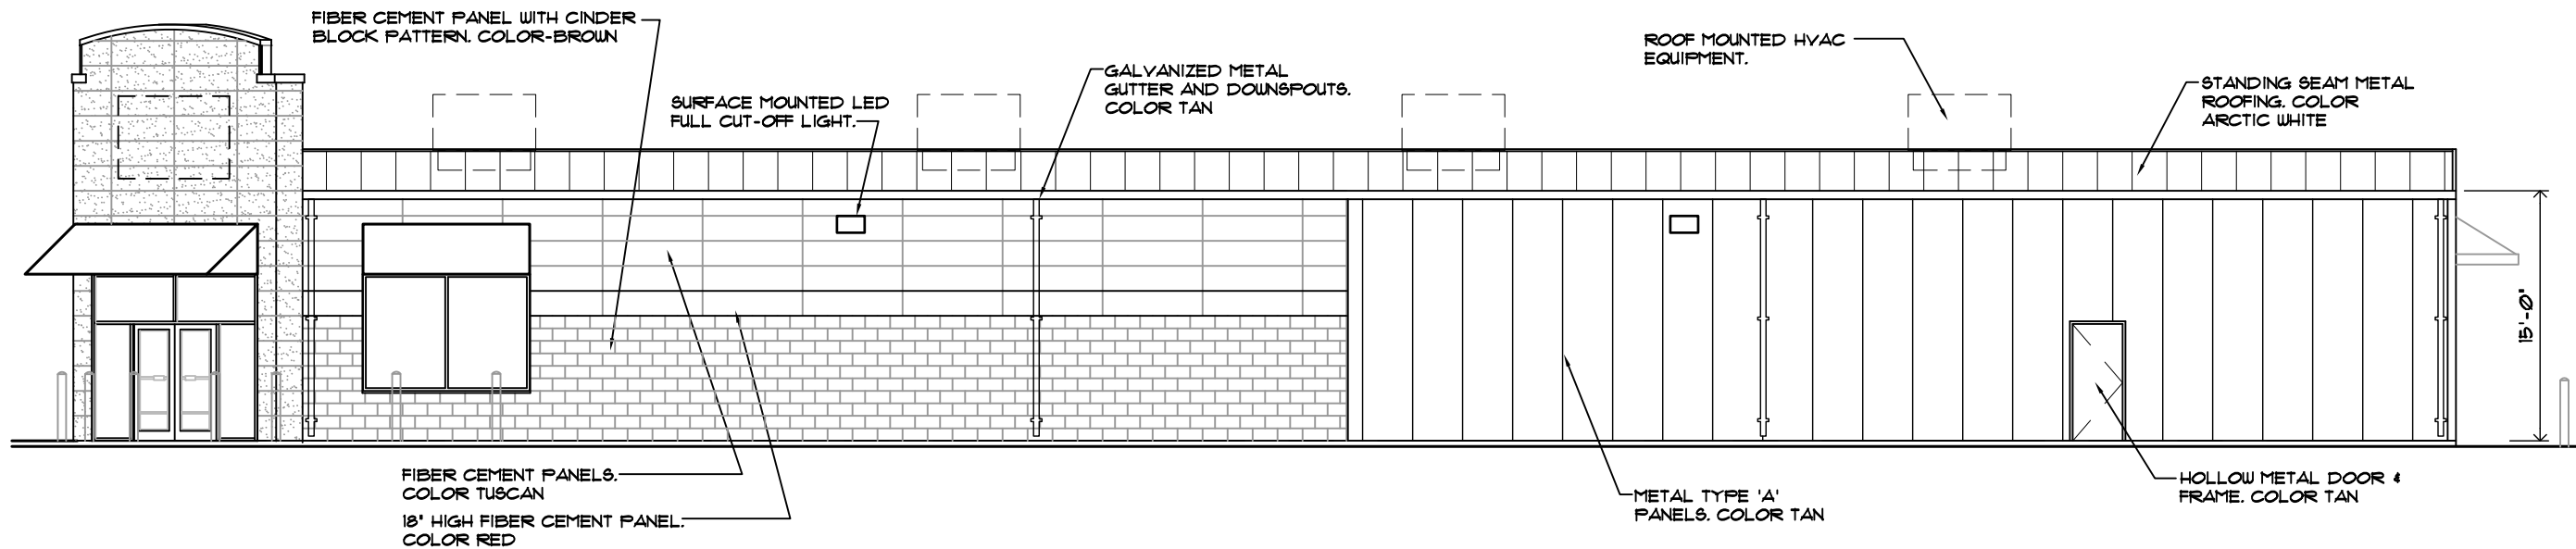 FIBER CEMENT PANEL WITH CINDER
BLOCK PATTERN. COLOR-BROWN
SURFACE MOUNTED LED
FULL CUT-OFF LIGHT.
GALVANIZED METAL
GUTTER AND DOWNSPOUTS.
COLOR TAN
ROOF MOUNTED HVAC
EQUIPMENT.
STANDING SEAM METAL
ROOFING. COLOR
ARCTIC WHITE
15'-0"
FIBER CEMENT PANELS.
COLOR TUSCAN
18" HIGH FIBER CEMENT PANEL.
COLOR RED
METAL TYPE 'A'
PANELS. COLOR TAN
HOLLOW METAL DOOR &
FRAME. COLOR TAN